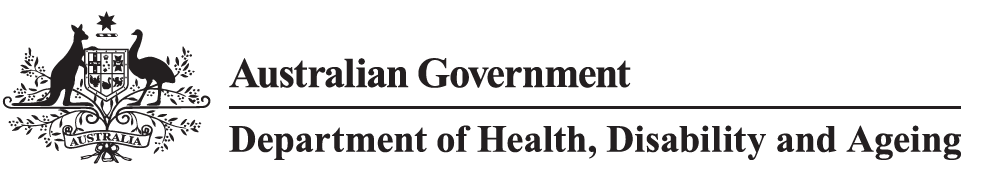 Australian Government
Department of Health, Disability and Ageing
AUSTRALIA